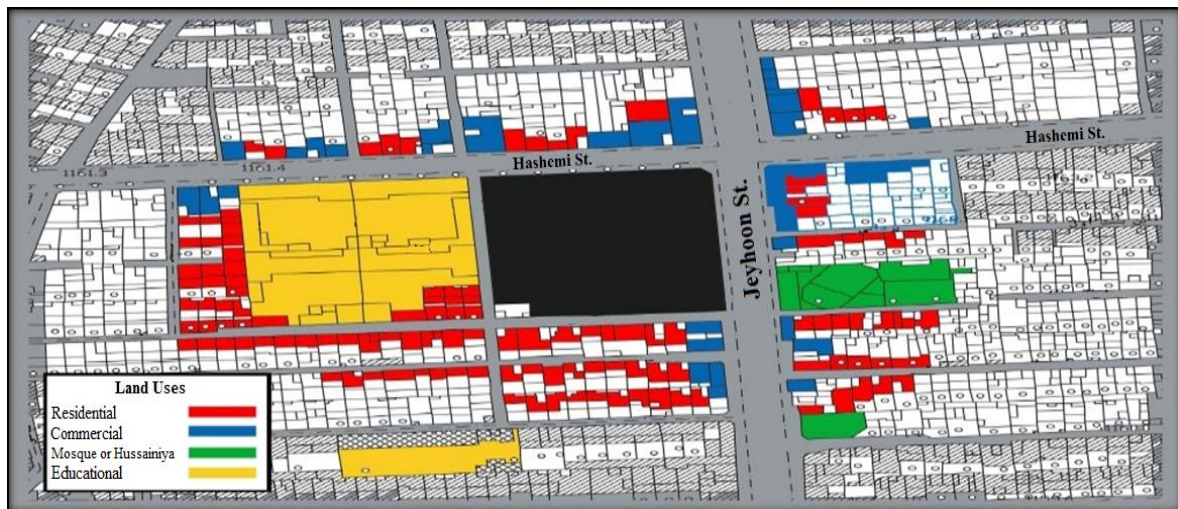 Hashemi St.
Hashemi St.
1161.3
1161.4
Jeyhoon St.
Land Uses
Residential
Commercial
Mosque or Hussainiya
Educational